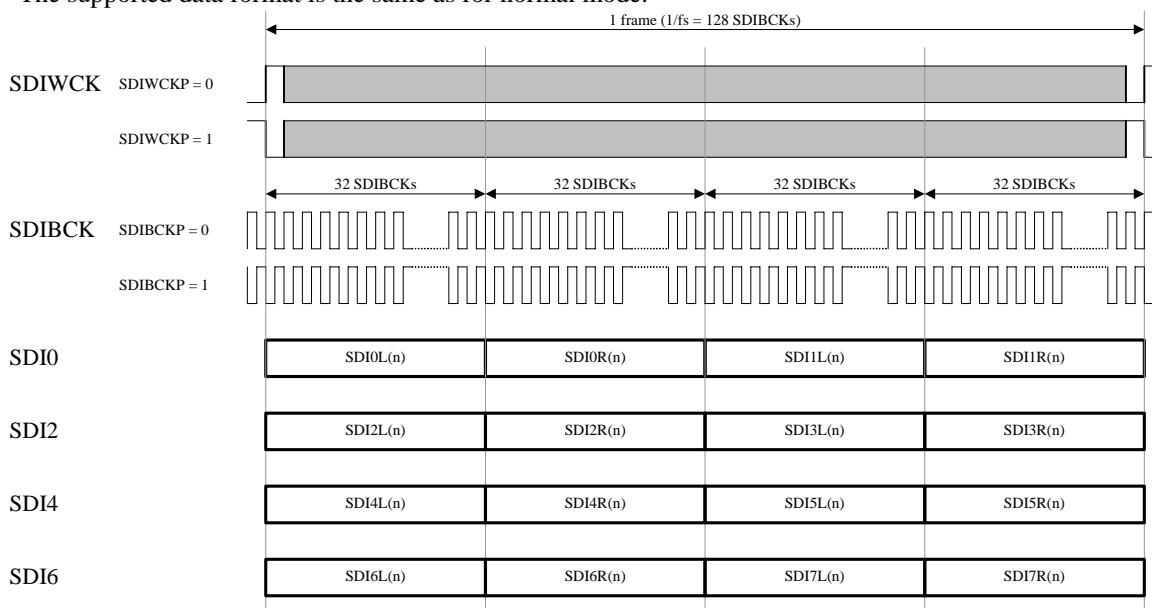 The supported data format is the same as for normal mode.
1 frame (1/fs = 128 SDIBCKs)
SDIWCK SDIWCKP = 0
SDIWCKP = 1
32 SDIBCKs 32 SDIBCKs 32 SDIBCKs 32 SDIBCKs
SDIBCK SDIBCKP = 0
SDIBCKP = 1
SDI0 SDI0L(n) SDI0R(n) SDI1L(n) SDI1R(n)
SDI2 SDI2L(n) SDI2R(n) SDI3L(n) SDI3R(n)
SDI4 SDI4L(n) SDI4R(n) SDI5L(n) SDI5R(n)
SDI6 SDI6L(n) SDI6R(n) SDI7L(n) SDI7R(n)